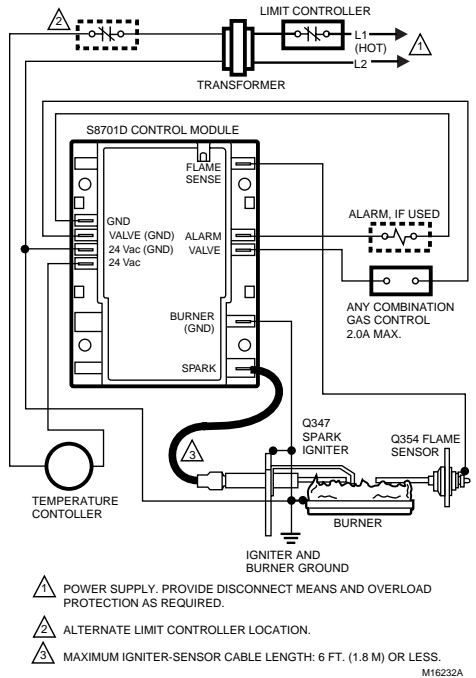 LIMIT CONTROLLER
2
L1
(HOT)
1
L2
TRANSFORMER
S8701D CONTROL MODULE
FLAME
SENSE
GND
VALVE (GND)
24 Vac (GND)
24 Vac
ALARM
VALVE
ALARM, IF USED
ANY COMBINATION
GAS CONTROL
2.0A MAX.
BURNER
(GND)
SPARK
3
Q347
SPARK
IGNITER
Q354 FLAME
SENSOR
TEMPERATURE
CONTOLLER
BURNER
IGNITER AND
BURNER GROUND
1 POWER SUPPLY. PROVIDE DISCONNECT MEANS AND OVERLOAD
PROTECTION AS REQUIRED.
2 ALTERNATE LIMIT CONTROLLER LOCATION.
3 MAXIMUM IGNITER-SENSOR CABLE LENGTH: 6 FT. (1.8 M) OR LESS.
M16232A